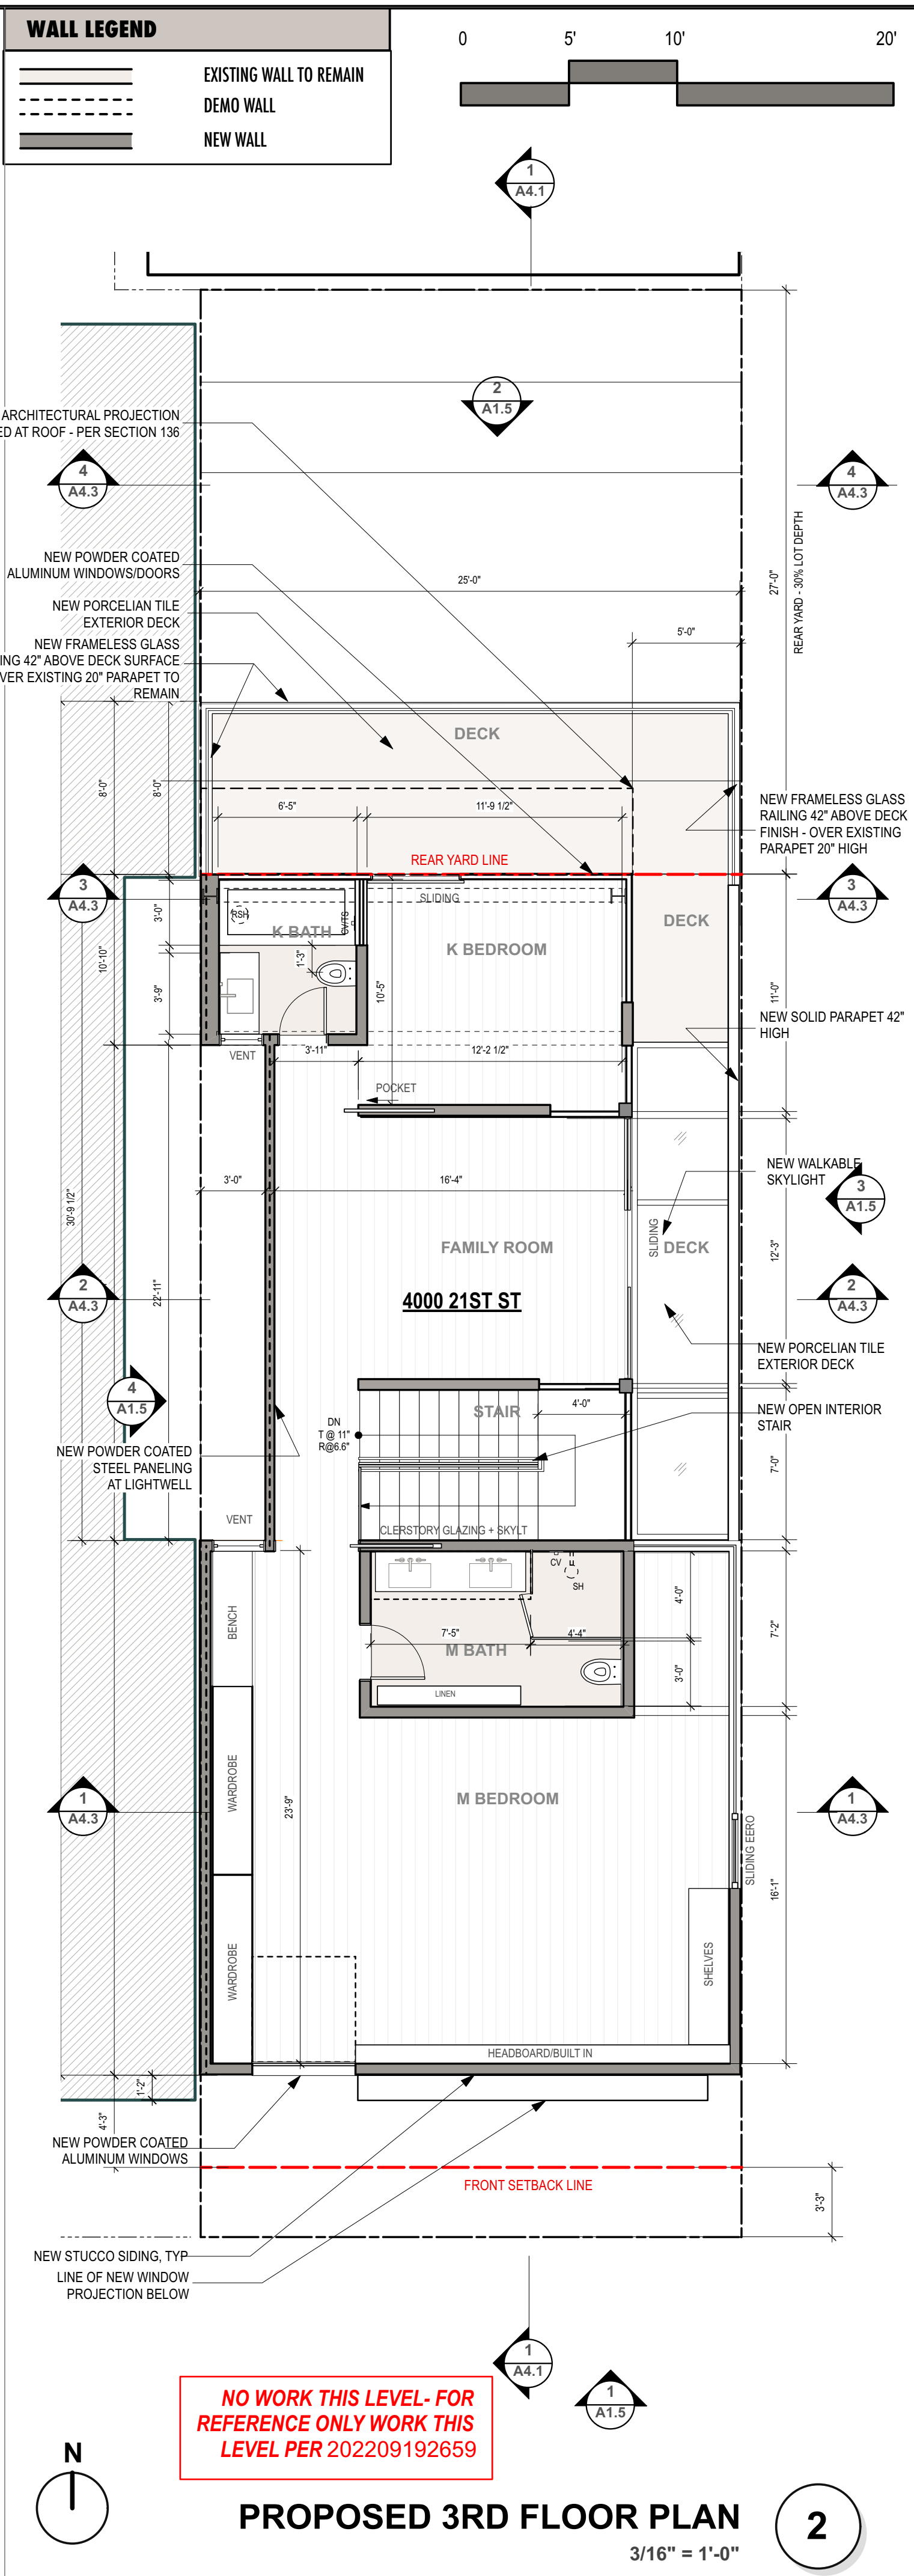 WALL LEGEND
EXISTING WALL TO REMAIN
DEMO WALL
NEW WALL
0 5' 10' 20'
1
A4.1
ARCHITECTURAL PROJECTION
ED AT ROOF - PER SECTION 136
2
A1.5
4
A4.3
4
A4.3
NEW POWDER COATED
ALUMINUM WINDOWS/DOORS
25'-0"
27'-0"
REAR YARD - 30% LOT DEPTH
NEW PORCELIAN TILE
EXTERIOR DECK
5'-0"
NEW FRAMELESS GLASS
ING 42" ABOVE DECK SURFACE
VER EXISTING 20" PARAPET TO
REMAIN
DECK
8'-0"
8'-0"
6'-5"
11'-9 1/2"
NEW FRAMELESS GLASS
RAILING 42" ABOVE DECK
FINISH - OVER EXISTING
PARAPET 20" HIGH
REAR YARD LINE
3
A4.3
3
A4.3
SLIDING
RSH
CV/TS
K BATH
K BEDROOM
DECK
3'-0"
10'-10"
3'-9"
1'-3"
10'-5"
11'-0"
NEW SOLID PARAPET 42"
HIGH
VENT
3'-11"
12'-2 1/2"
POCKET
NEW WALKABLE
SKYLIGHT
3
A1.5
3'-0"
16'-4"
30'-9 1/2"
FAMILY ROOM
SLIDING
DECK
12'-3"
22'-11"
2
A4.3
2
A4.3
4000 21ST ST
NEW PORCELIAN TILE
EXTERIOR DECK
4
A1.5
STAIR
4'-0"
NEW OPEN INTERIOR
STAIR
DN
T @ 11"
R@6.6"
NEW POWDER COATED
STEEL PANELING
AT LIGHTWELL
7'-0"
VENT
CLERSTORY GLAZING + SKYLT
CV
SH
BENCH
4'-0"
7'-2"
7'-5"
4'-4"
M BATH
3'-0"
LINEN
WARDROBE
23'-9"
M BEDROOM
1
A4.3
1
A4.3
SLIDING EERO
16'-1"
WARDROBE
SHELVES
HEADBOARD/BUILT IN
1'-2"
4'-3"
NEW POWDER COATED
ALUMINUM WINDOWS
FRONT SETBACK LINE
3'-3"
NEW STUCCO SIDING, TYP
LINE OF NEW WINDOW
PROJECTION BELOW
1
A4.1
1
A1.5
NO WORK THIS LEVEL- FOR
REFERENCE ONLY WORK THIS
LEVEL PER 202209192659
N
PROPOSED 3RD FLOOR PLAN
2
3/16" = 1'-0"